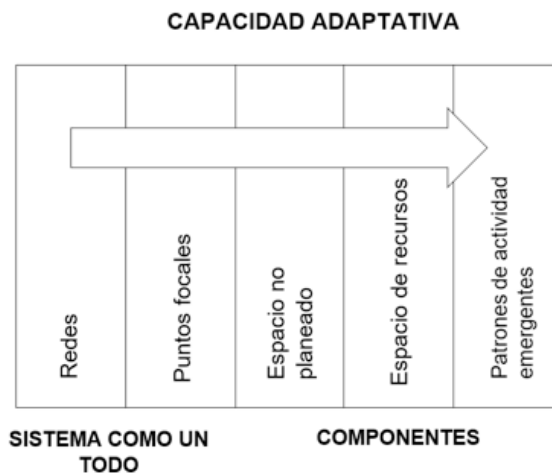 CAPACIDAD ADAPTATIVA
Redes
Puntos focales
Espacio no
planeado
Espacio de recursos
Patrones de actividad
emergentes
SISTEMA COMO UN
TODO
COMPONENTES